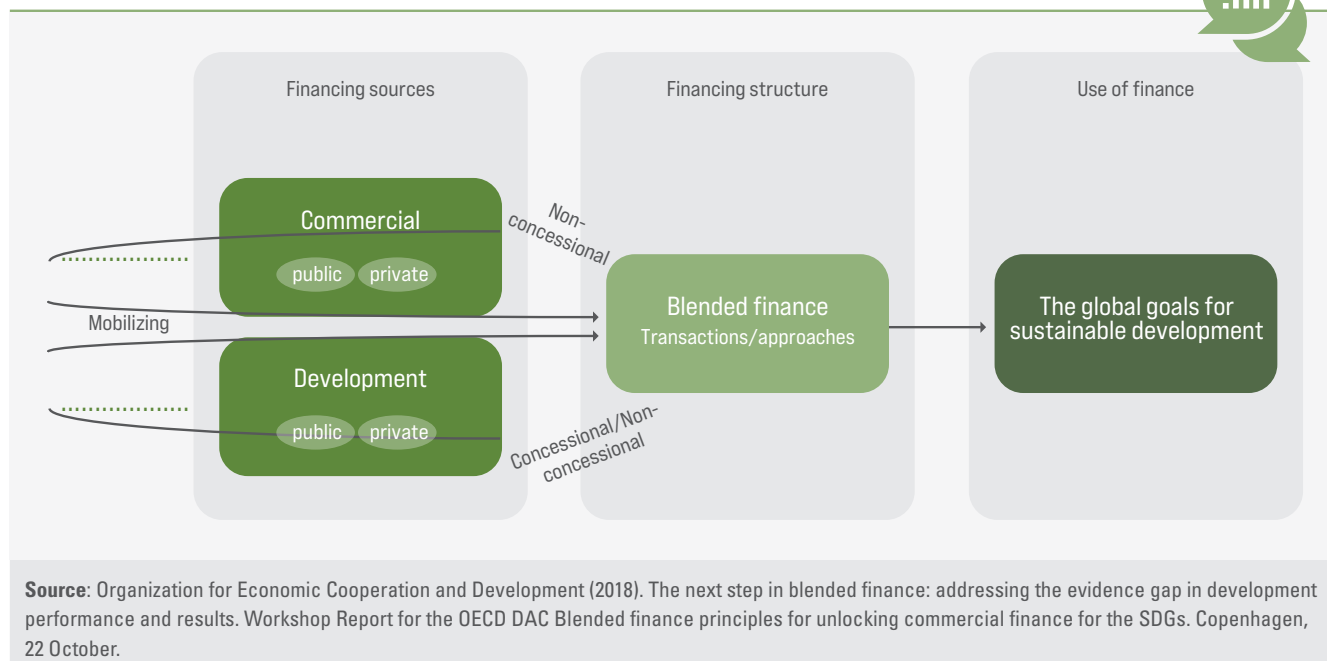 Financing sources
Financing structure
Use of finance
Commercial
public private
Non-
concessional
Mobilizing
Development
public private
Concessional/Non-
concessional
Blended finance
Transactions/approaches
The global goals for
sustainable development
Source: Organization for Economic Cooperation and Development (2018). The next step in blended finance: addressing the evidence gap in development
performance and results. Workshop Report for the OECD DAC Blended finance principles for unlocking commercial finance for the SDGs. Copenhagen,
22 October.